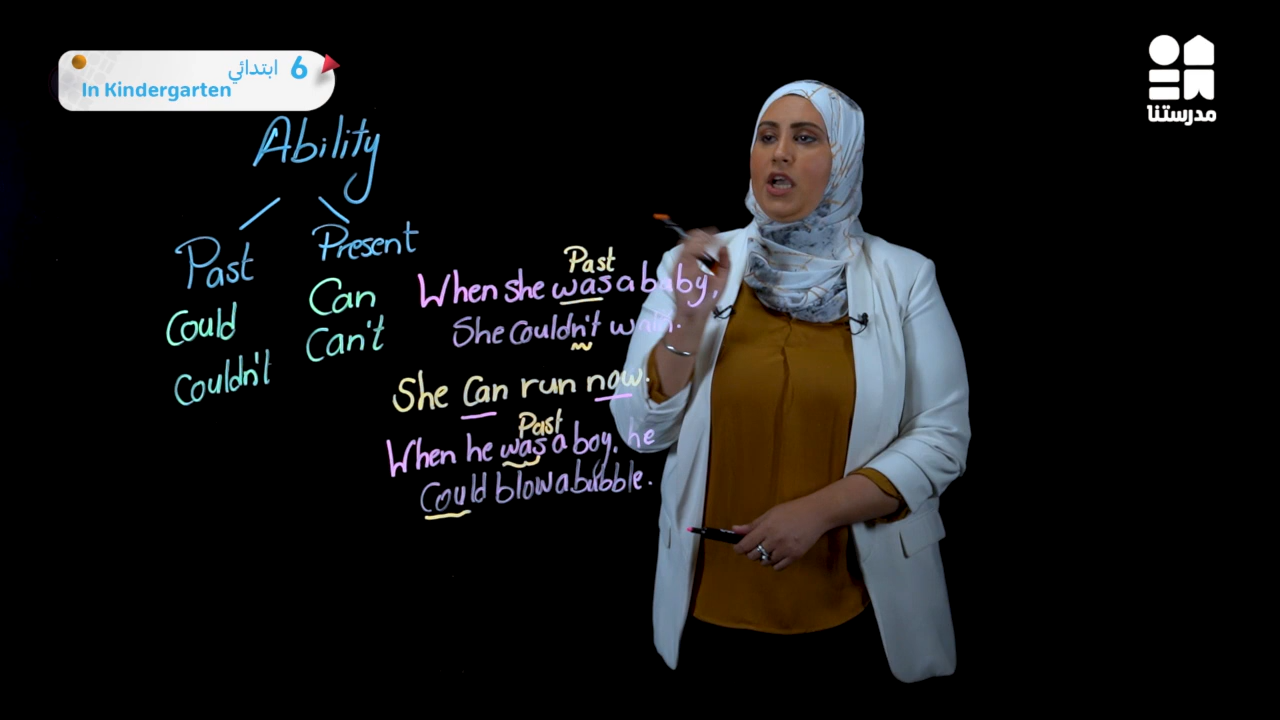 6 ابتدائي
In Kindergarten
مدرستنا
Ability
Past
Present
Could
Can
Couldn't
Can't
Past
When she was a baby,
She Couldn't walk.
She Can run now.
Past
When he was a boy, he
Could blow a bubble.